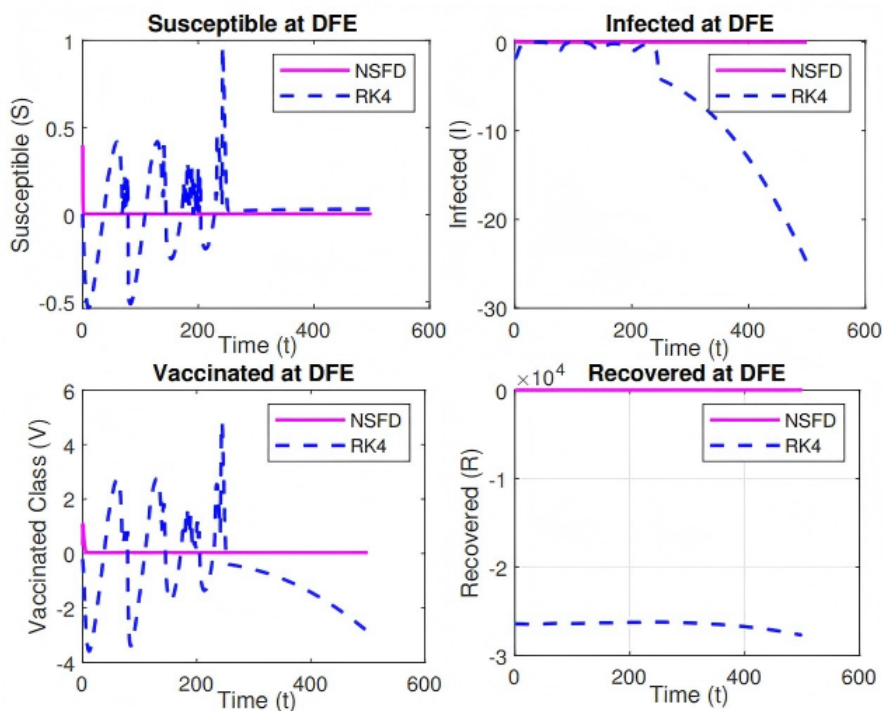 Susceptible at DFE
1
0.5
0
-0.5
0 200 400 600
Susceptible (S)
Time (t)
NSFD
RK4
Infected at DFE
0
-10
-20
-30
0 200 400 600
Infected (I)
Time (t)
NSFD
RK4
Vaccinated at DFE
6
4
2
0
-2
-4
0 200 400 600
Vaccinated Class (V)
Time (t)
NSFD
RK4
Recovered at DFE
×10⁴
0
-1
-2
-3
0 200 400 600
Recovered (R)
Time (t)
NSFD
RK4